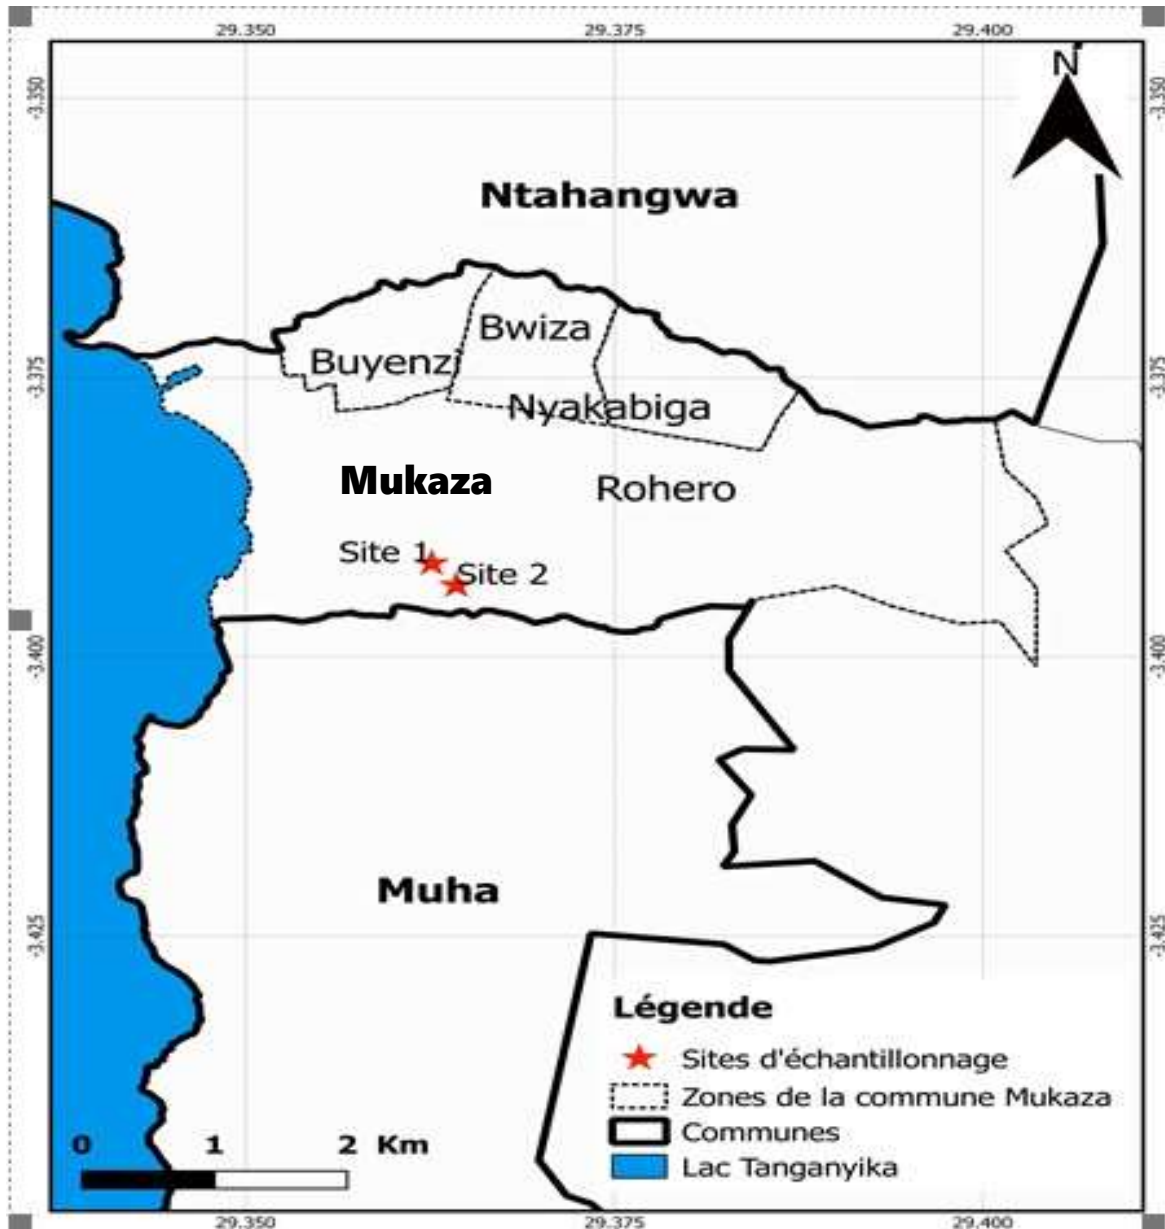 29.350 29.375 29.400
N
-3.350 -3.350
Ntahangwa
Bwiza
Buyenzi
-3.375 -3.375
Nyakabiga
Mukaza
Rohero
Site 1
Site 2
-3.400 -3.400
Muha
-3.425 -3.425
Légende
Sites d'échantillonnage
Zones de la commune Mukaza
Communes
Lac Tanganyika
0 1 2 Km
29.350 29.375 29.400